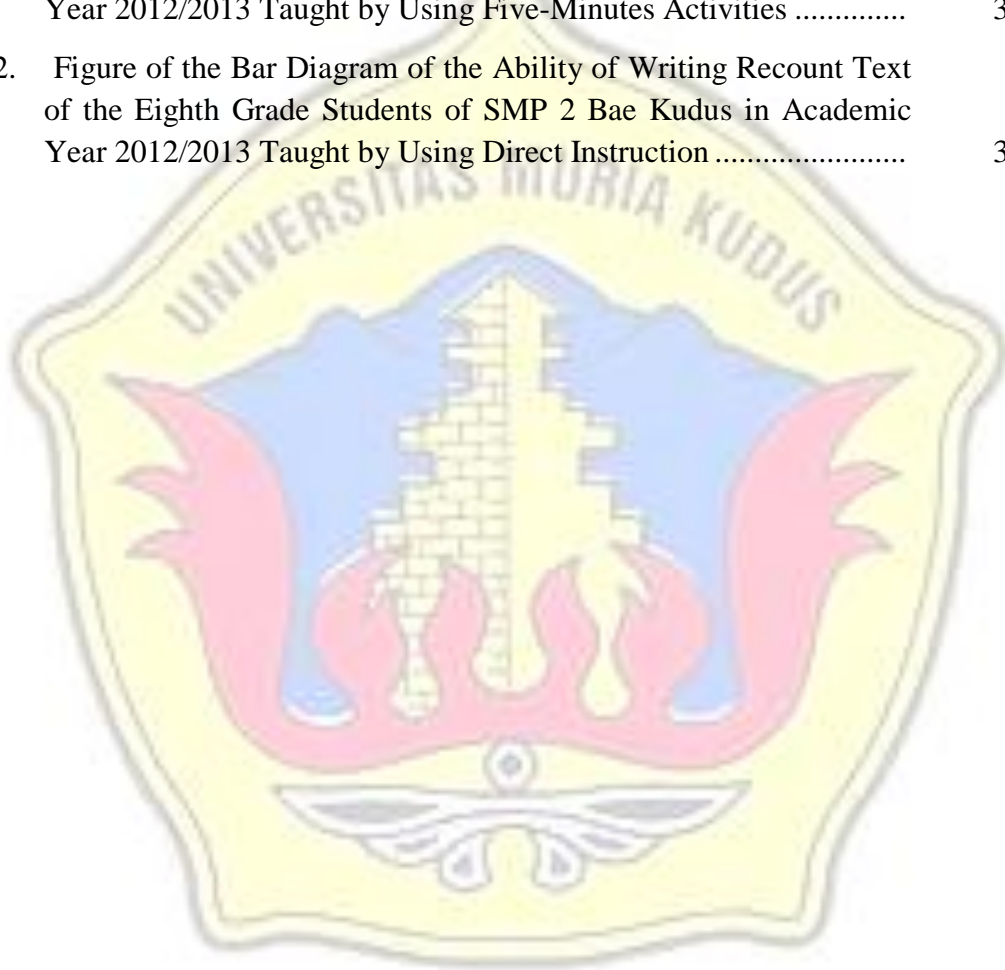 Year 2012/2013 Taught by Using Five-Minutes Activities .............. 3
2. Figure of the Bar Diagram of the Ability of Writing Recount Text
of the Eighth Grade Students of SMP 2 Bae Kudus in Academic
Year 2012/2013 Taught by Using Direct Instruction ........................ 3
UNIVERSITAS MURIA KUDUS